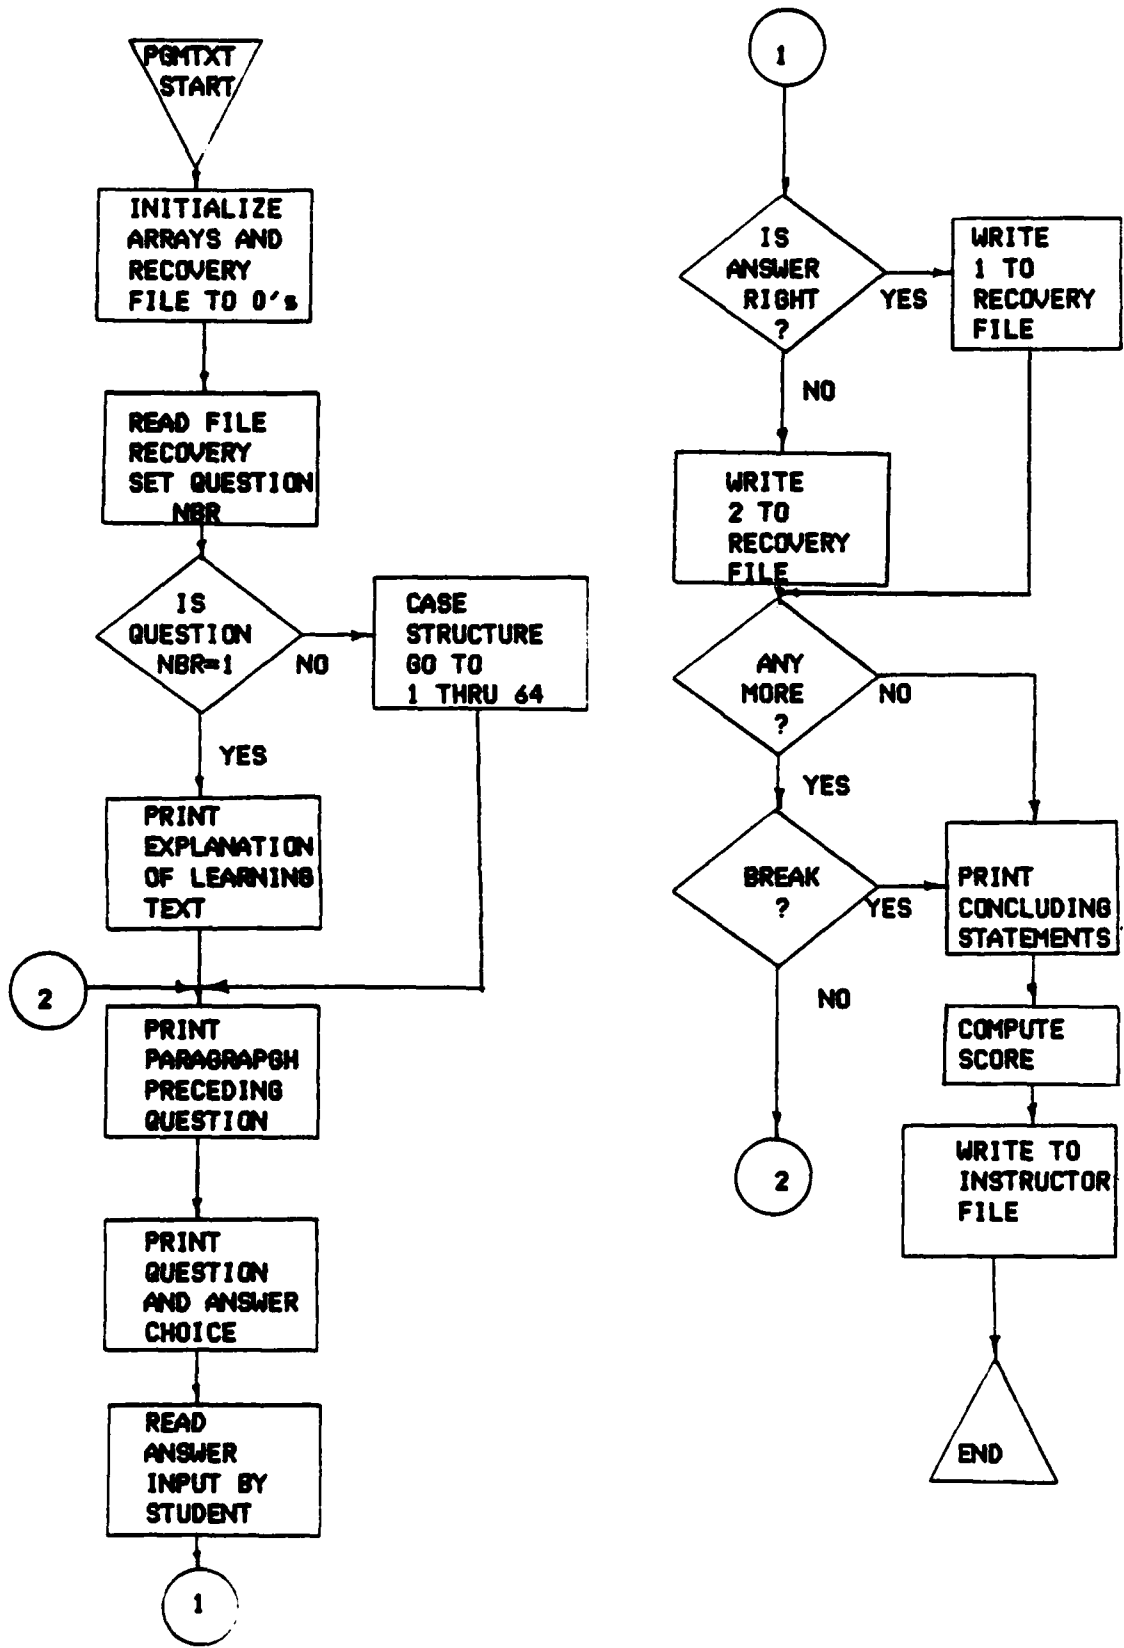 PGMTXT
START
INITIALIZE
ARRAYS AND
RECOVERY
FILE TO 0's
READ FILE
RECOVERY
SET QUESTION
NBR
IS
QUESTION
NBR=1
NO
CASE
STRUCTURE
GO TO
1 THRU 64
YES
PRINT
EXPLANATION
OF LEARNING
TEXT
2
PRINT
PARAGRAPGH
PRECEDING
QUESTION
PRINT
QUESTION
AND ANSWER
CHOICE
READ
ANSWER
INPUT BY
STUDENT
1
1
IS
ANSWER
RIGHT
?
YES
WRITE
1 TO
RECOVERY
FILE
NO
WRITE
2 TO
RECOVERY
FILE
ANY
MORE
?
NO
YES
BREAK
?
YES
PRINT
CONCLUDING
STATEMENTS
NO
COMPUTE
SCORE
2
WRITE TO
INSTRUCTOR
FILE
END